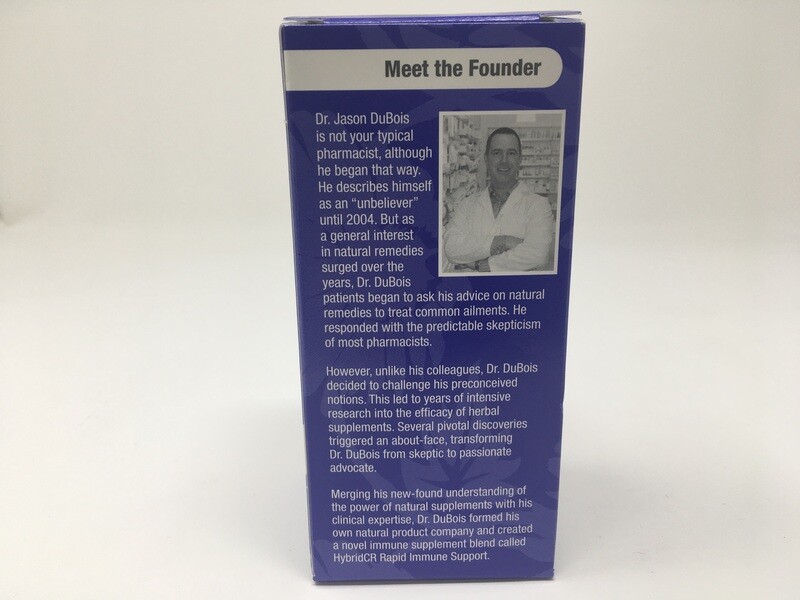 Meet the Founder
Dr. Jason DuBois
is not your typical
pharmacist, although
he began that way.
He describes himself
as an “unbeliever”
until 2004. But as
a general interest
in natural remedies
surged over the
years, Dr. DuBois
patients began to ask his advice on natural
remedies to treat common ailments. He
responded with the predictable skepticism
of most pharmacists.
However, unlike his colleagues, Dr. DuBois
decided to challenge his preconceived
notions. This led to years of intensive
research into the efficacy of herbal
supplements. Several pivotal discoveries
triggered an about-face, transforming
Dr. DuBois from skeptic to passionate
advocate.
Merging his new-found understanding of
the power of natural supplements with his
clinical expertise, Dr. DuBois formed his
own natural product company and created
a novel immune supplement blend called
HybridCR Rapid Immune Support.